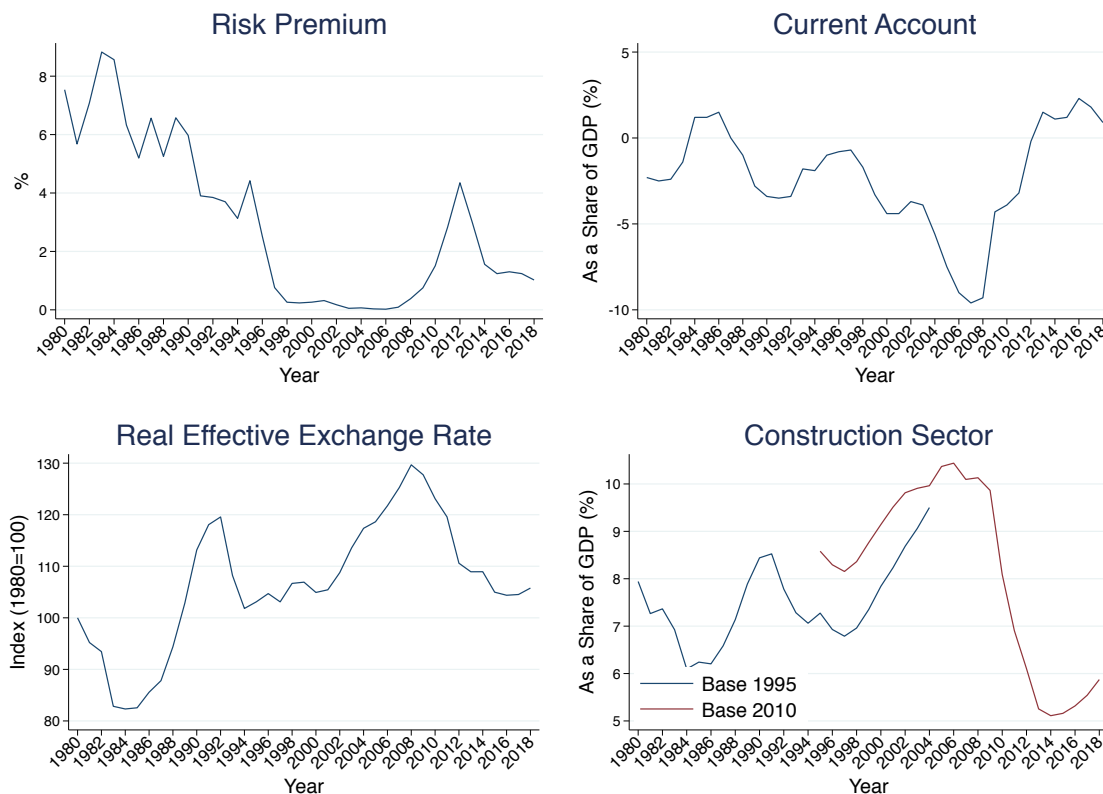 Risk Premium
%
8
6
4
2
0
1980 1982 1984 1986 1988 1990 1992 1994 1996 1998 2000 2002 2004 2006 2008 2010 2012 2014 2016 2018
Year
Current Account
As a Share of GDP (%)
5
0
-5
-10
1980 1982 1984 1986 1988 1990 1992 1994 1996 1998 2000 2002 2004 2006 2008 2010 2012 2014 2016 2018
Year
Real Effective Exchange Rate
Index (1980=100)
130
120
110
100
90
80
1980 1982 1984 1986 1988 1990 1992 1994 1996 1998 2000 2002 2004 2006 2008 2010 2012 2014 2016 2018
Year
Construction Sector
As a Share of GDP (%)
10
9
8
7
6
5
Base 1995
Base 2010
1980 1982 1984 1986 1988 1990 1992 1994 1996 1998 2000 2002 2004 2006 2008 2010 2012 2014 2016 2018
Year